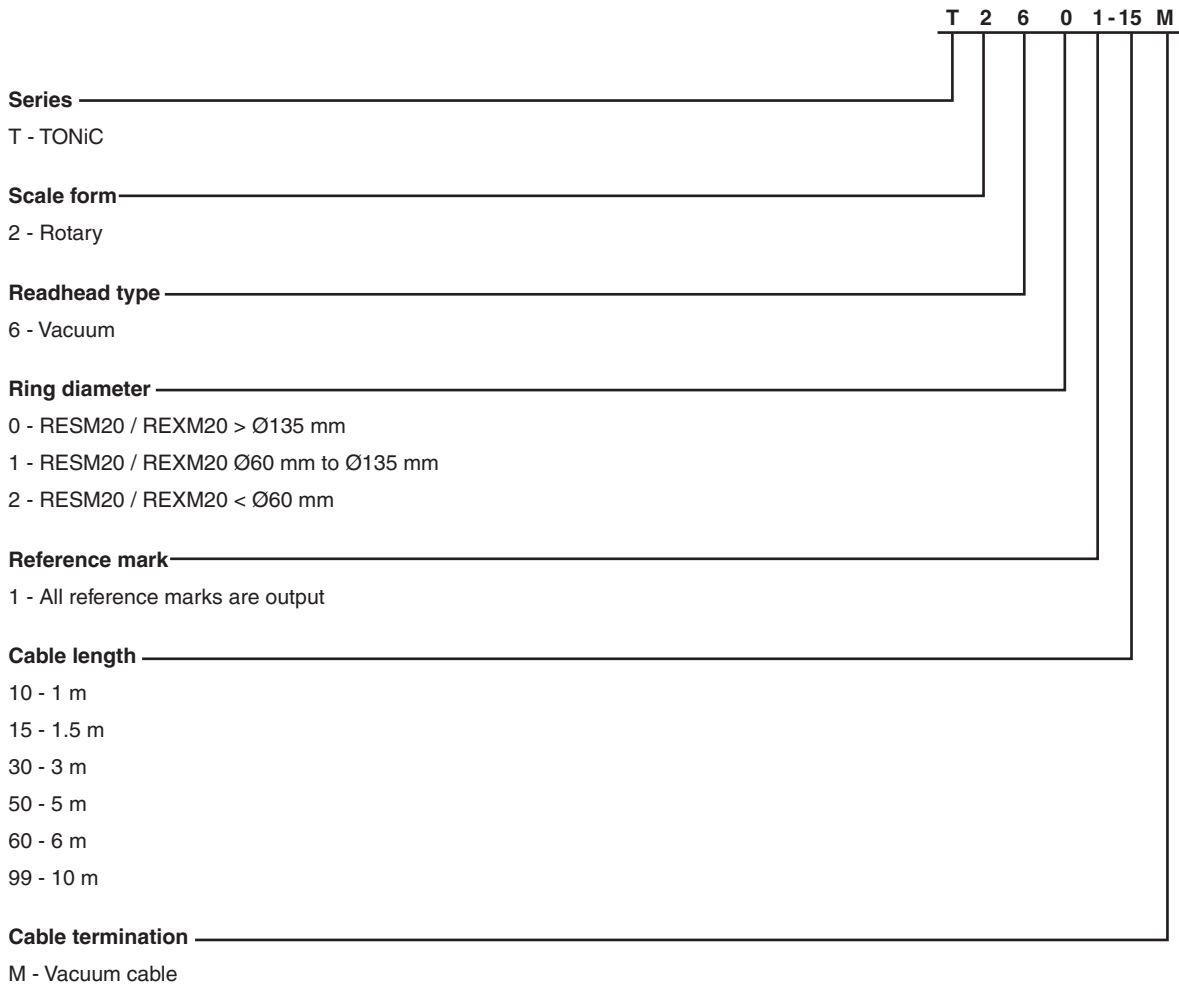 T 2 6 0 1-15 M
Series
T - TONiC
Scale form
2 - Rotary
Readhead type
6 - Vacuum
Ring diameter
0 - RESM20 / REXM20 > Ø135 mm
1 - RESM20 / REXM20 Ø60 mm to Ø135 mm
2 - RESM20 / REXM20 < Ø60 mm
Reference mark
1 - All reference marks are output
Cable length
10 - 1 m
15 - 1.5 m
30 - 3 m
50 - 5 m
60 - 6 m
99 - 10 m
Cable termination
M - Vacuum cable